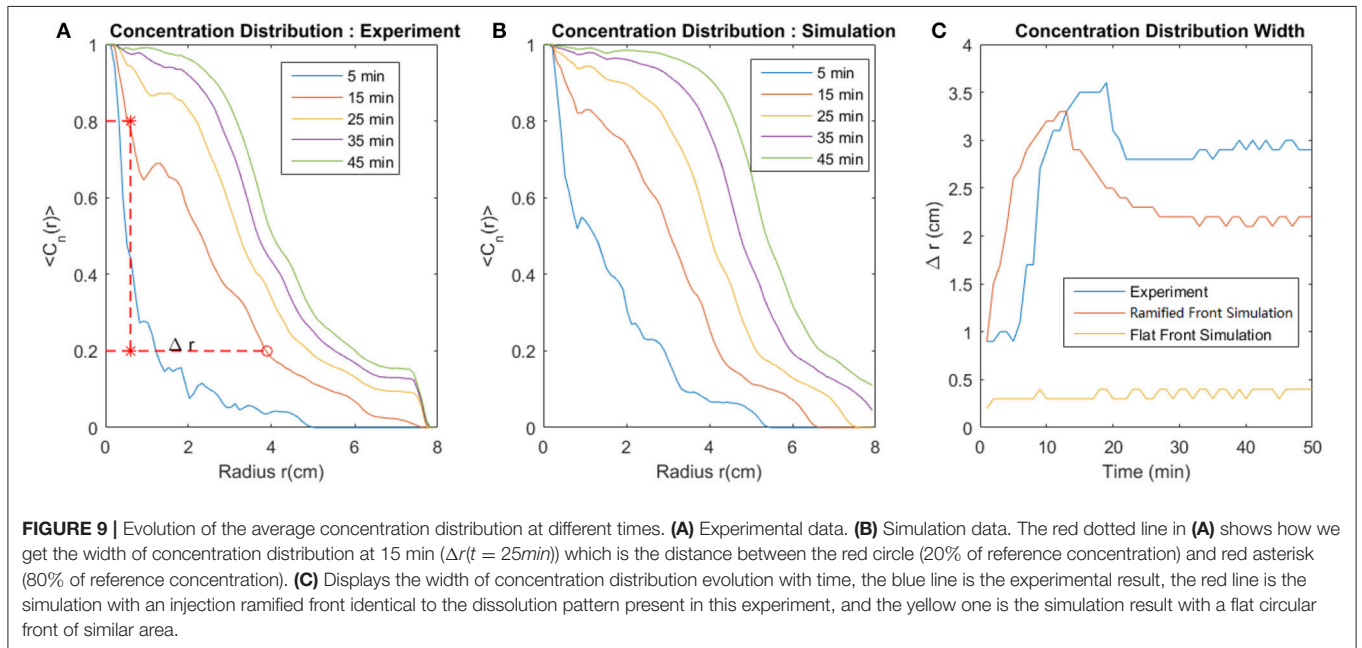 A Concentration Distribution : Experiment
1
0.8
0.6
0.4
0.2
0
<C_n(r)>
0 2 4 6 8
Radius r(cm)
5 min
15 min
25 min
35 min
45 min
Δ r
B Concentration Distribution : Simulation
1
0.8
0.6
0.4
0.2
0
<C_n(r)>
0 2 4 6 8
Radius r(cm)
5 min
15 min
25 min
35 min
45 min
C Concentration Distribution Width
4
3.5
3
2.5
2
1.5
1
0.5
0
Δ r (cm)
0 10 20 30 40 50
Time (min)
Experiment
Ramified Front Simulation
Flat Front Simulation
FIGURE 9 | Evolution of the average concentration distribution at different times. (A) Experimental data. (B) Simulation data. The red dotted line in (A) shows how we
get the width of concentration distribution at 15 min (Δr(t = 25min)) which is the distance between the red circle (20% of reference concentration) and red asterisk
(80% of reference concentration). (C) Displays the width of concentration distribution evolution with time, the blue line is the experimental result, the red line is the
simulation with an injection ramified front identical to the dissolution pattern present in this experiment, and the yellow one is the simulation result with a flat circular
front of similar area.